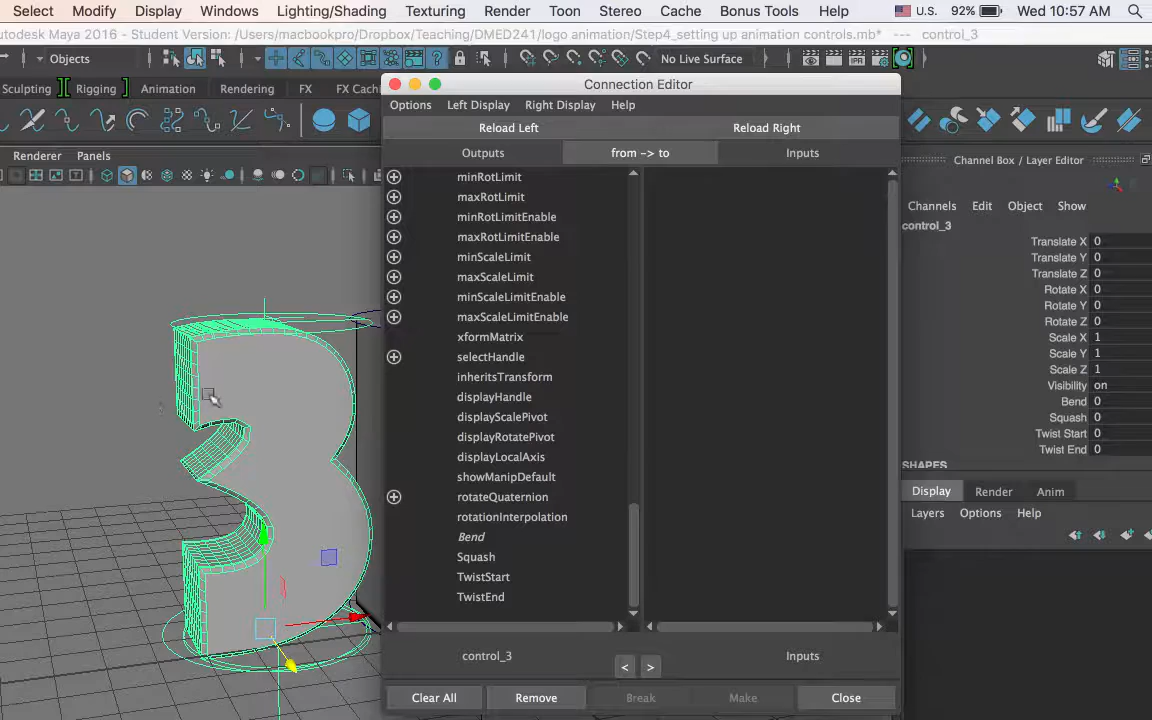 Select Modify Display Windows Lighting/Shading Texturing Render Toon Stereo Cache Bonus Tools Help U.S. 92% Wed 10:57 AM
Autodesk Maya 2016 - Student Version: /Users/macbookpro/Dropbox/Teaching/DMED241/logo animation/Step4_setting up animation controls.mb* --- control_3
Objects No Live Surface
Sculpting Rigging Animation Rendering FX FX Cach
Connection Editor
Options Left Display Right Display Help
Reload Left Reload Right
Renderer Panels
Outputs from -> to Inputs
Channel Box / Layer Editor
Channels Edit Object Show
control_3
minRotLimit
maxRotLimit
minRotLimitEnable
maxRotLimitEnable
minScaleLimit
maxScaleLimit
minScaleLimitEnable
maxScaleLimitEnable
xformMatrix
selectHandle
inheritsTransform
displayHandle
displayScalePivot
displayRotatePivot
displayLocalAxis
showManipDefault
rotateQuaternion
rotationInterpolation
Bend
Squash
TwistStart
TwistEnd
control_3 Inputs
< >
Clear All Remove Break Make Close
Translate X 0
Translate Y 0
Translate Z 0
Rotate X 0
Rotate Y 0
Rotate Z 0
Scale X 1
Scale Y 1
Scale Z 1
Visibility on
Bend 0
Squash 0
Twist Start 0
Twist End 0
SHAPES
Display Render Anim
Layers Options Help